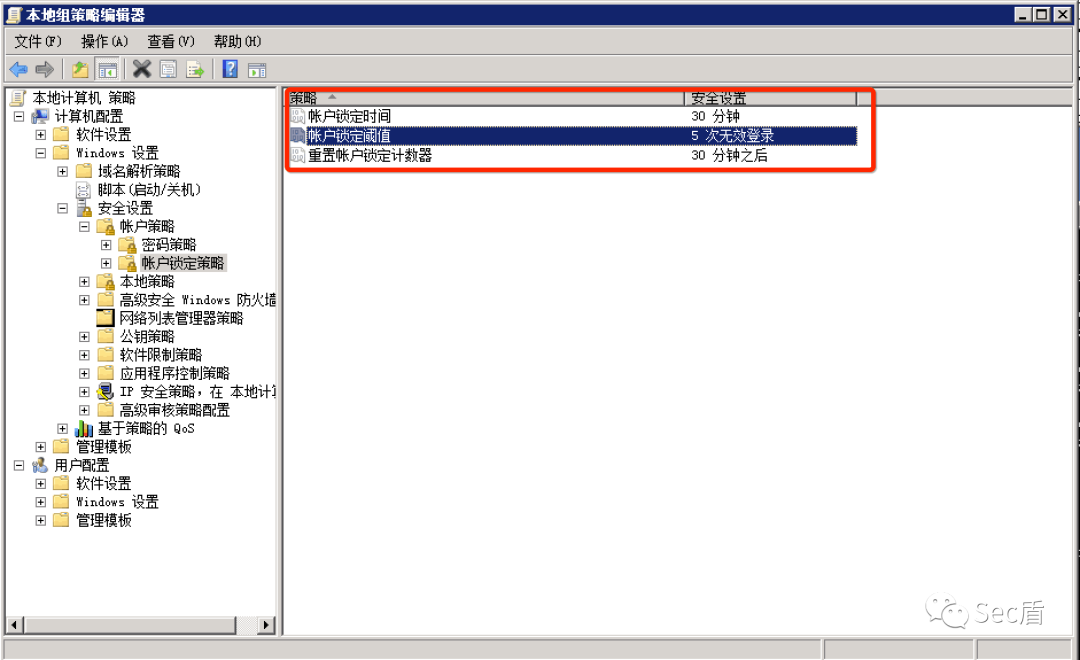 本地组策略编辑器
文件(F) 操作(A) 查看(V) 帮助(H)
本地计算机 策略
计算机配置
软件设置
Windows 设置
域名解析策略
脚本(启动/关机)
安全设置
帐户策略
密码策略
帐户锁定策略
本地策略
高级安全 Windows 防火墙
网络列表管理器策略
公钥策略
软件限制策略
应用程序控制策略
IP 安全策略，在 本地计算
高级审核策略配置
基于策略的 QoS
管理模板
用户配置
软件设置
Windows 设置
管理模板
策略 安全设置
帐户锁定时间 30 分钟
帐户锁定阈值 5 次无效登录
重置帐户锁定计数器 30 分钟之后
Sec盾